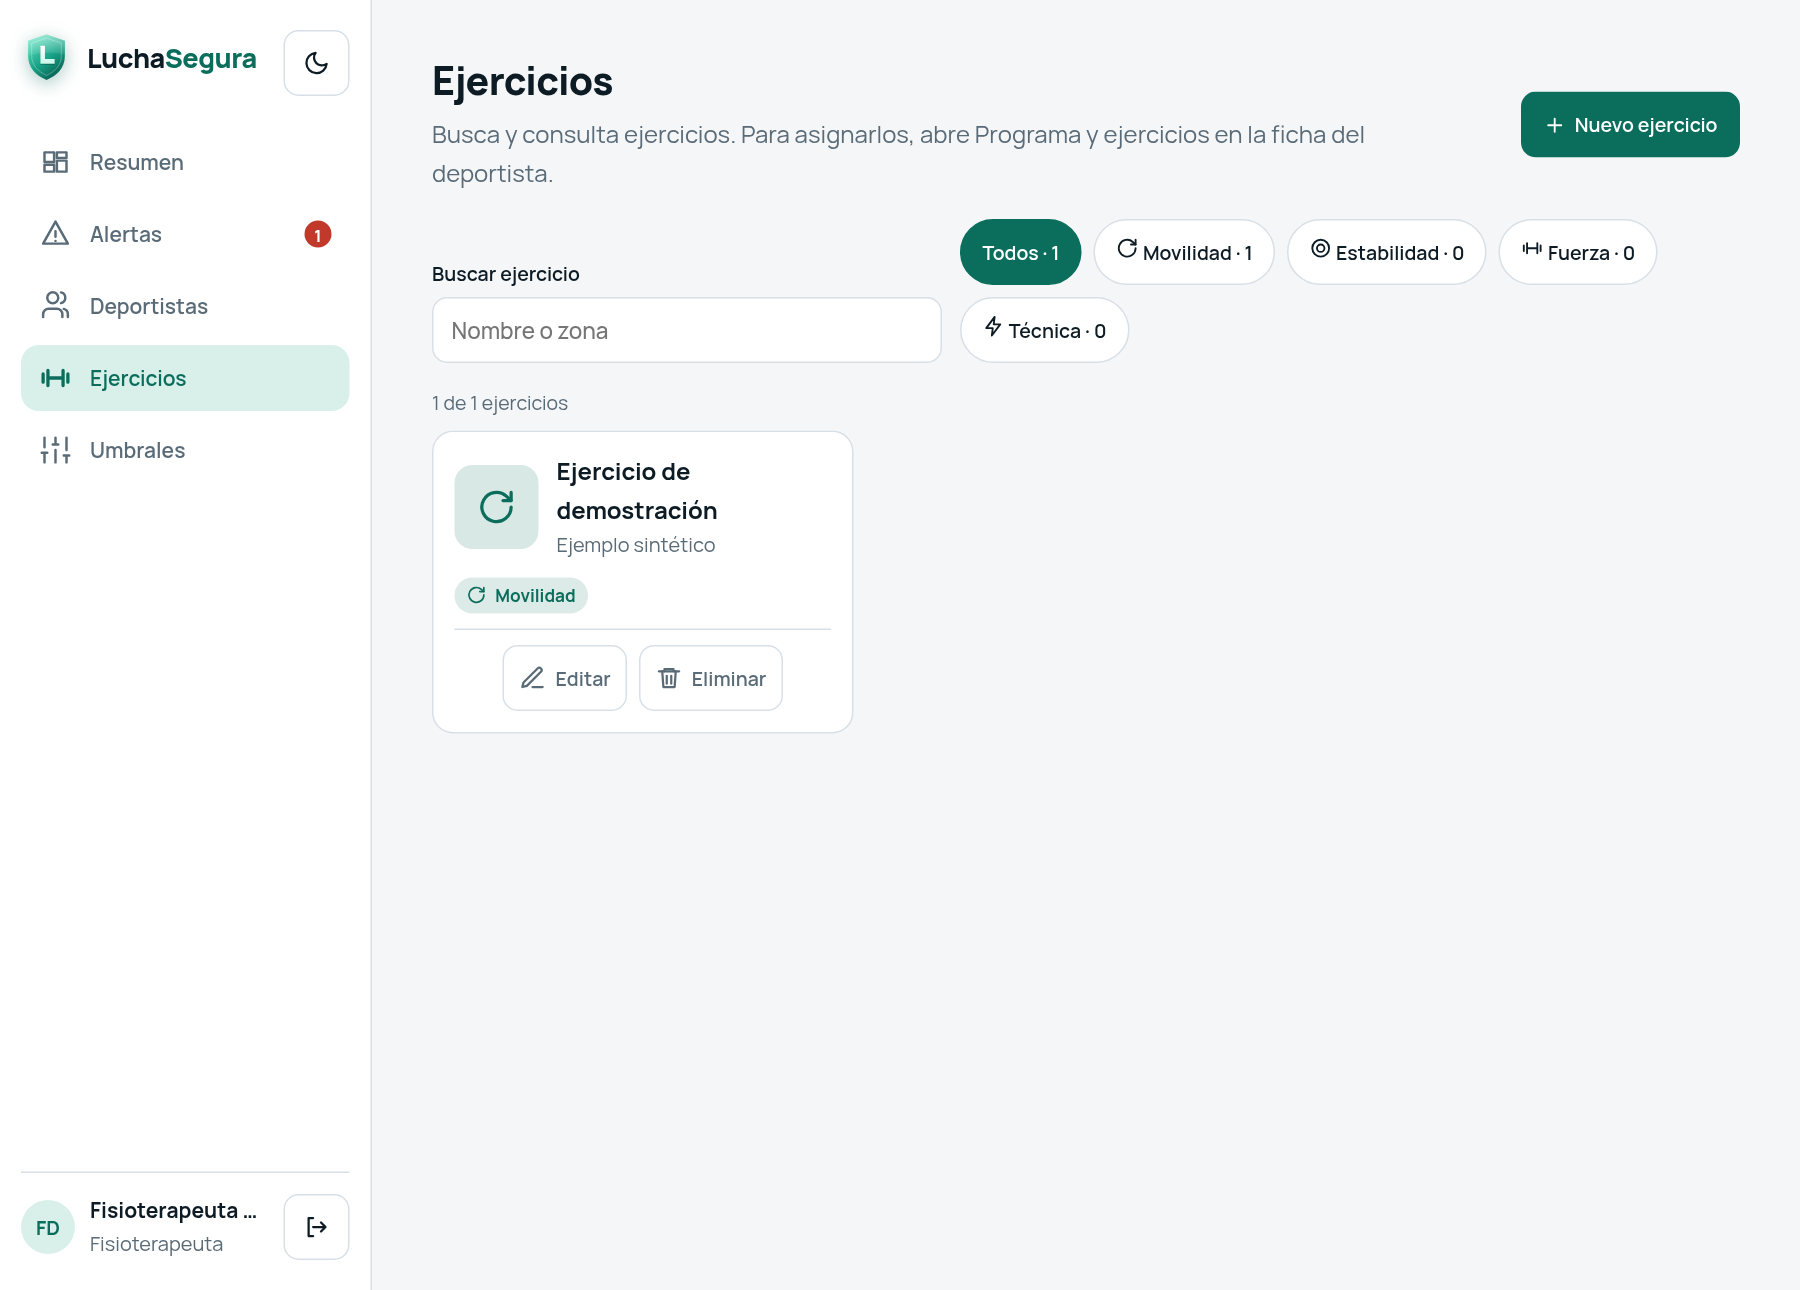 LuchaSegura
Resumen
Alertas
1
Deportistas
Ejercicios
Umbrales
FD
Fisioterapeuta ...
Fisioterapeuta
Ejercicios
Busca y consulta ejercicios. Para asignarlos, abre Programa y ejercicios en la ficha del
deportista.
Nuevo ejercicio
Buscar ejercicio
Nombre o zona
Todos · 1
Movilidad · 1
Estabilidad · 0
Fuerza · 0
Técnica · 0
1 de 1 ejercicios
Ejercicio de
demostración
Ejemplo sintético
Movilidad
Editar
Eliminar